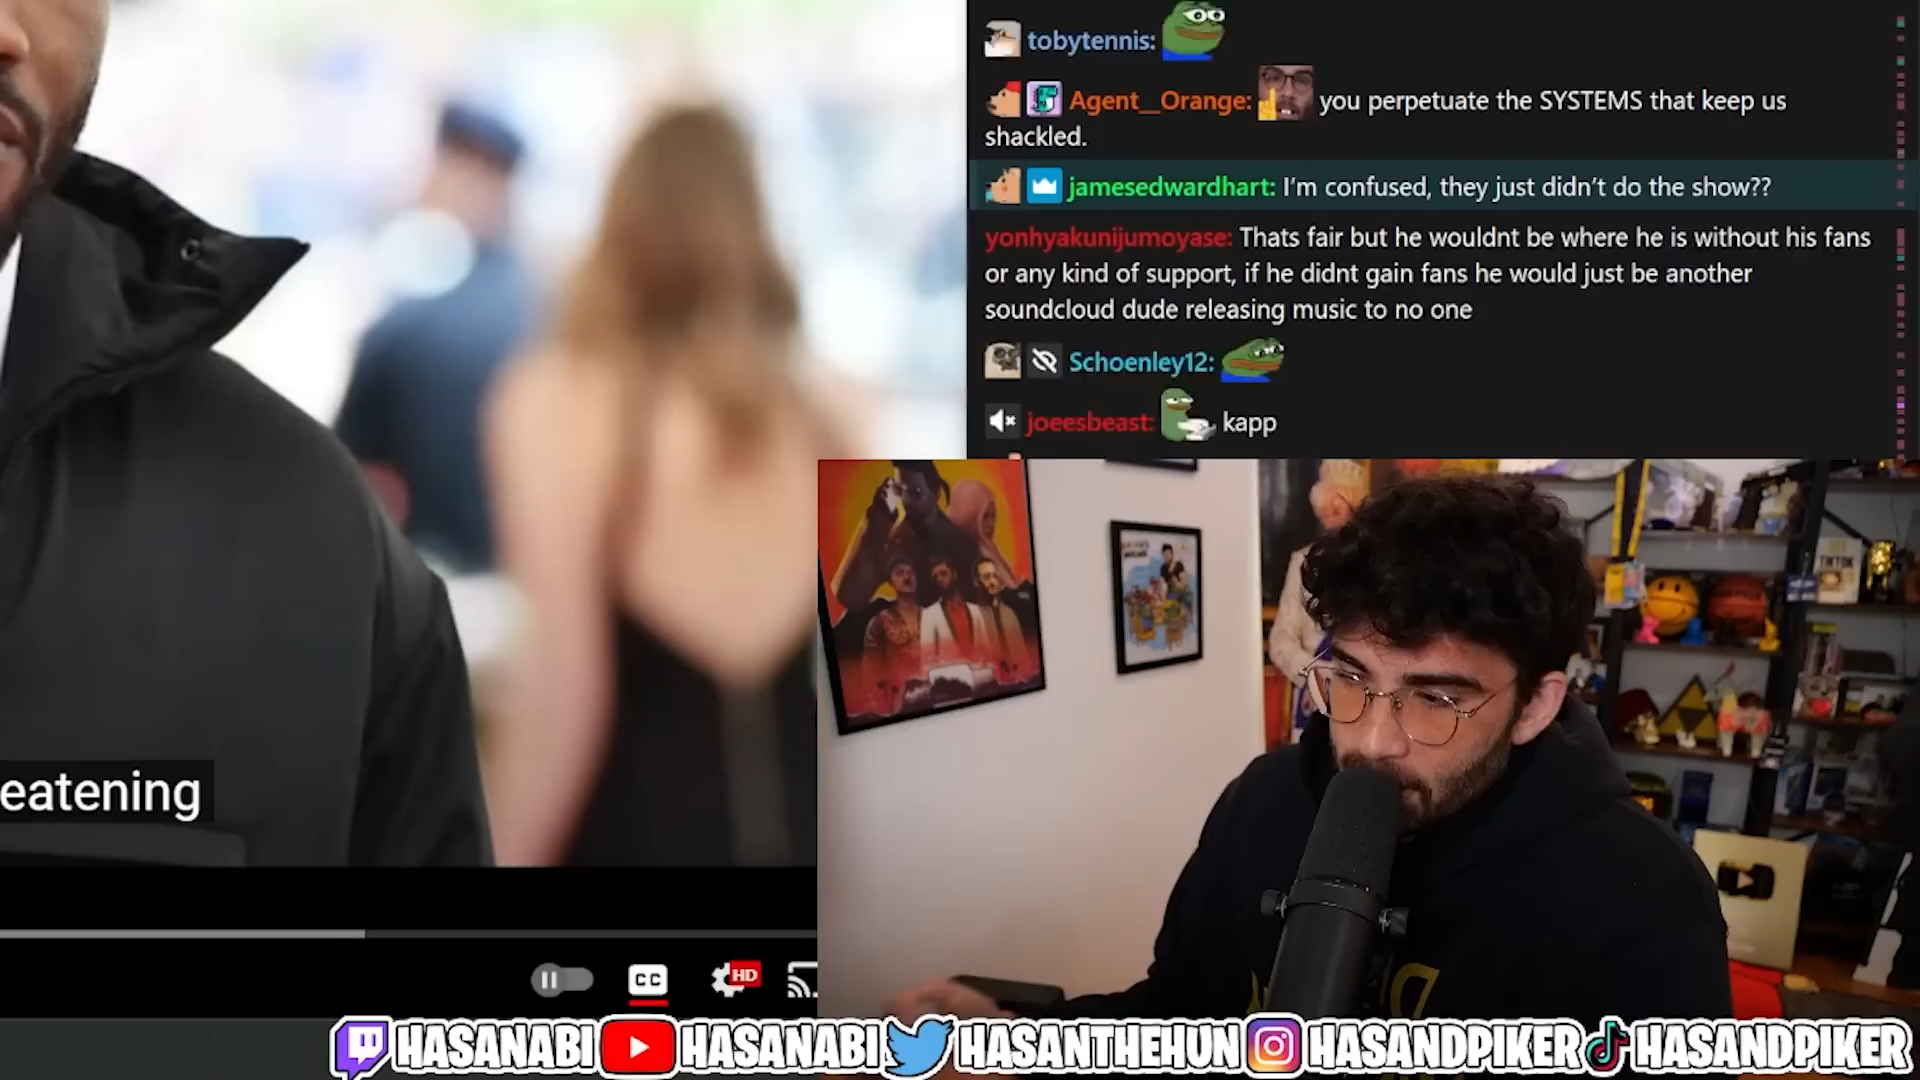 tobytennis:
Agent__Orange: you perpetuate the SYSTEMS that keep us
shackled.
jamesedwardhart: I'm confused, they just didn't do the show??
yonhyakunijumoyase: Thats fair but he wouldnt be where he is without his fans
or any kind of support, if he didnt gain fans he would just be another
soundcloud dude releasing music to no one
Schoenley12:
joeesbeast: kapp
eatening
CC
HD
TIKTOK
HASANABI HASANABI HASANTHEHUN HASANDPIKER HASANDPIKER